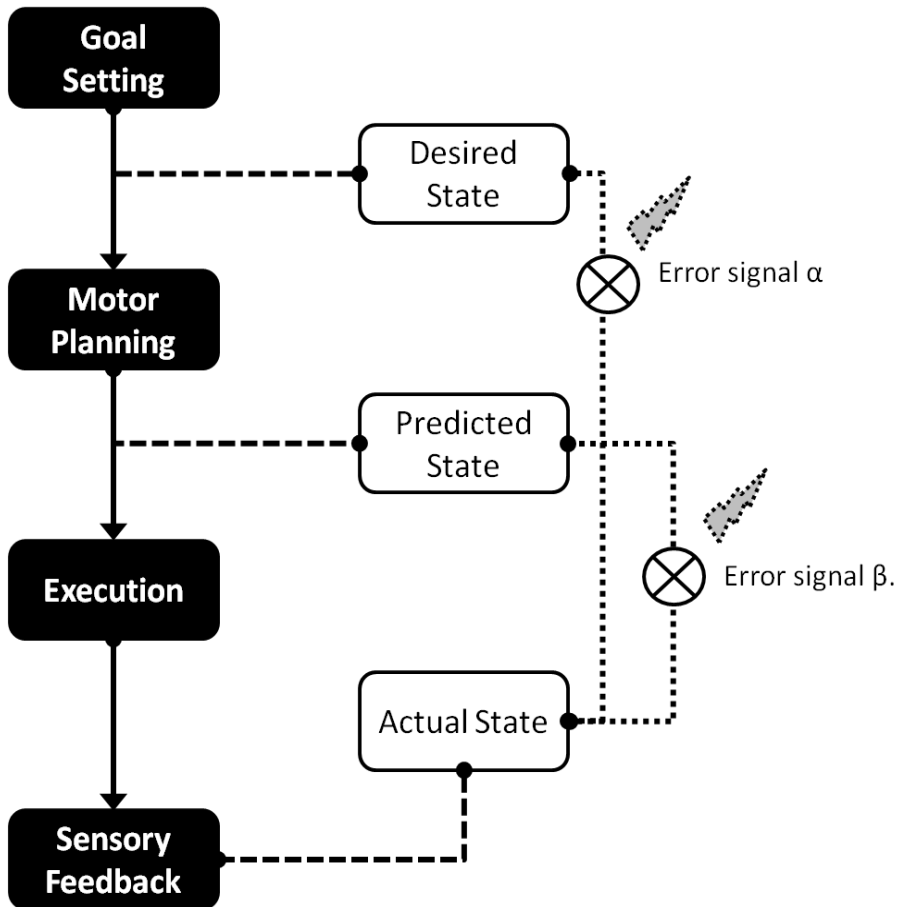 Goal
Setting
Desired
State
Error signal α
Motor
Planning
Predicted
State
Error signal β.
Execution
Actual State
Sensory
Feedback